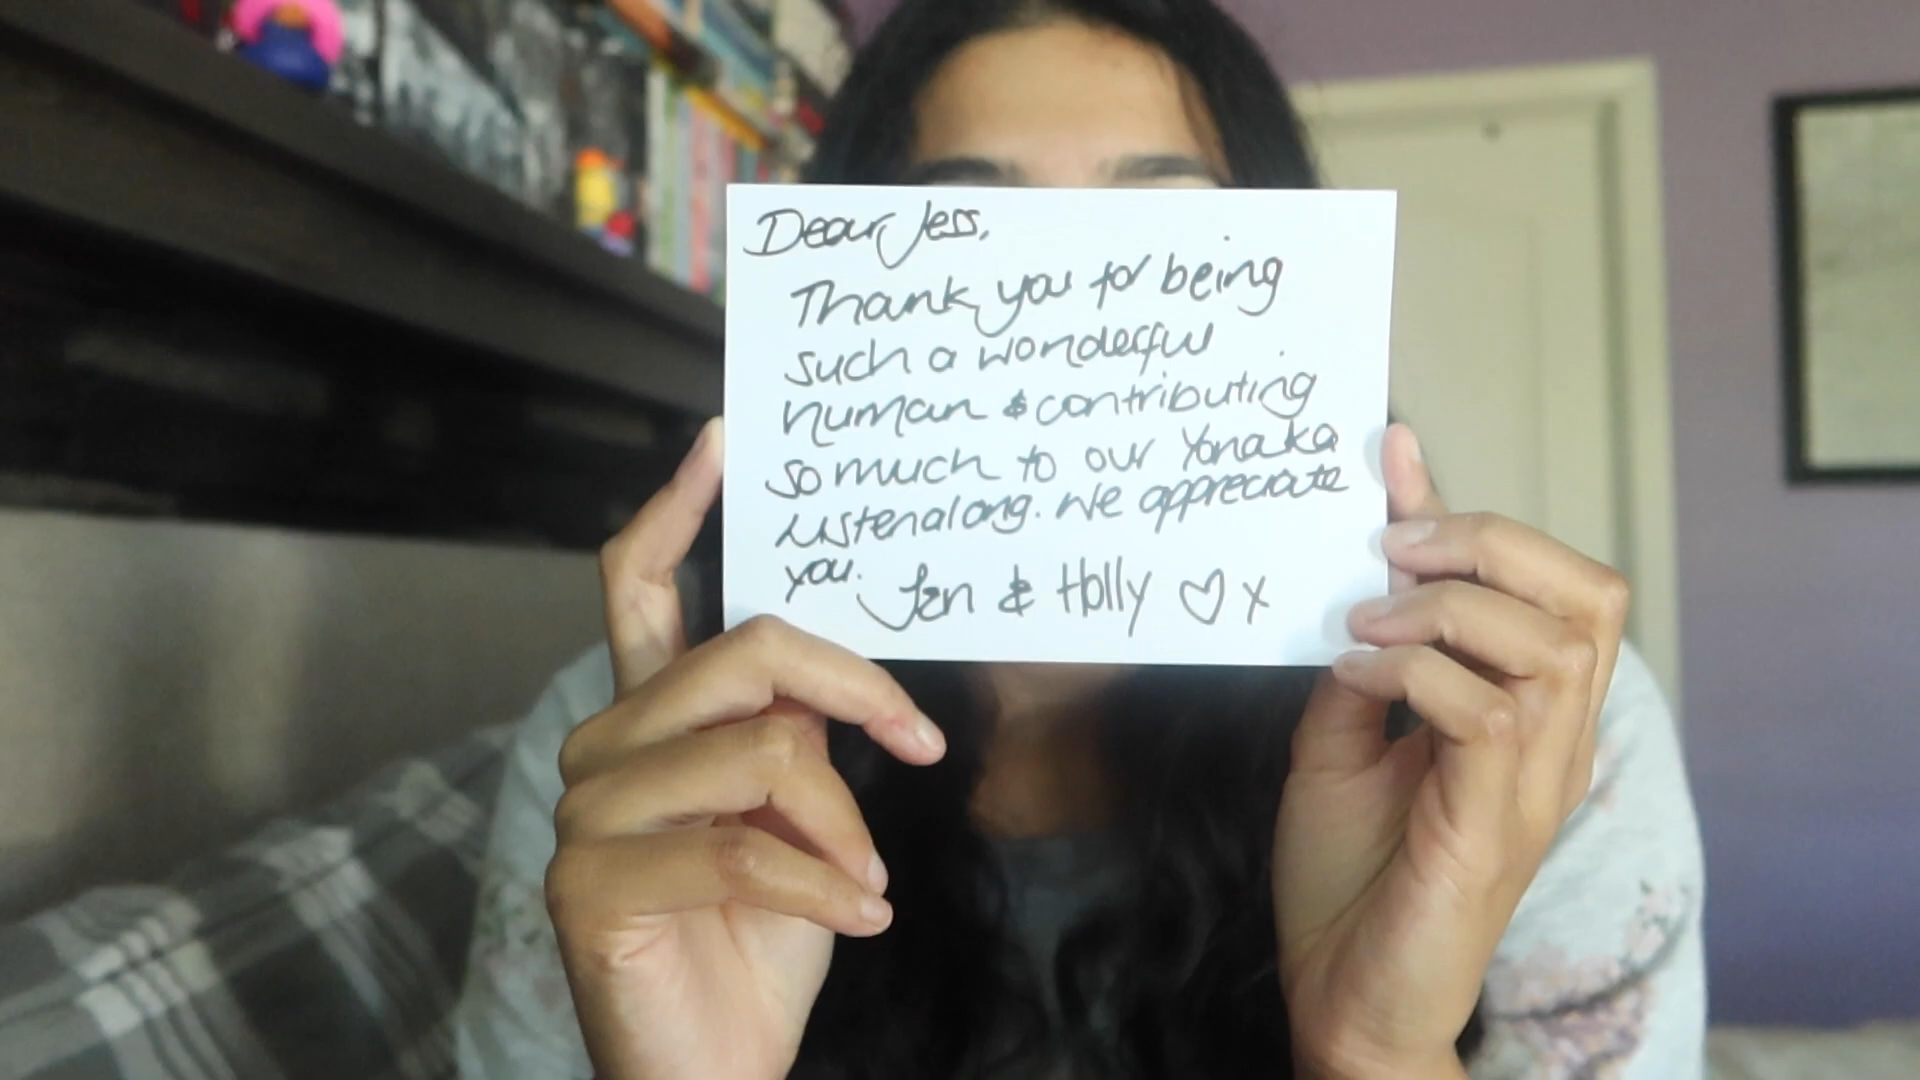 Dear Jess,
Thank you for being
such a wonderful
human & contributing
so much to our Yonaka
Listenalong. We appreciate
you. Jen & Holly ♡ x